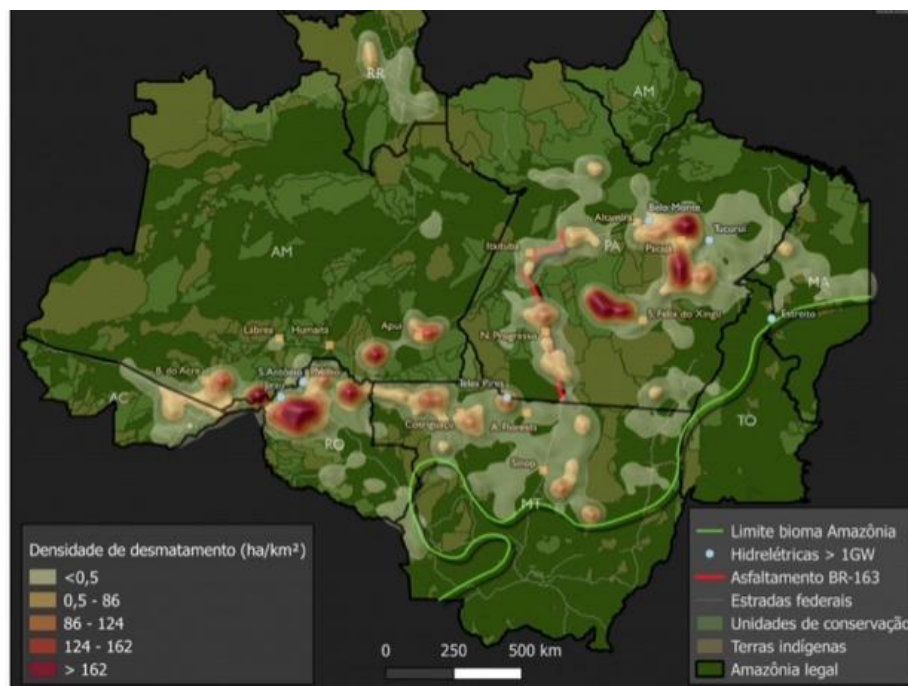 RR
AM
AM
Belo Monte
Altamira
Tucuruí
PA
Itaituba
Pacajá
MA
S. Felix do Xingu
Estreito
Apuí
Lábrea
Humaitá
N. Progresso
B. do Acre
S. Antônio
Jirau
Teles Pires
AC
TO
Cotriguaçu
A. Floresta
RO
Sinop
MT
Densidade de desmatamento (ha/km²)
<0,5
0,5 - 86
86 - 124
124 - 162
> 162
0 250 500 km
Limite bioma Amazônia
Hidrelétricas > 1GW
Asfaltamento BR-163
Estradas federais
Unidades de conservação
Terras indígenas
Amazônia legal